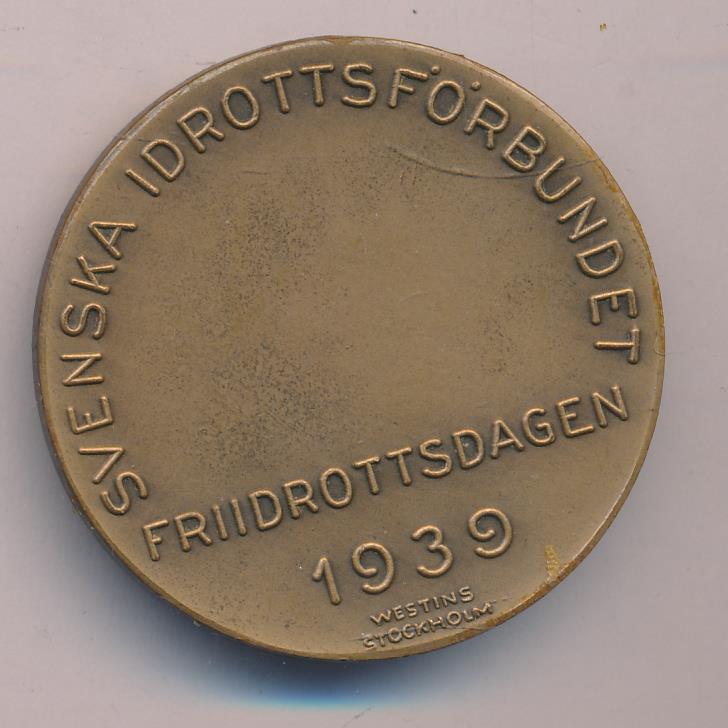 SVENSKA IDROTTSFÖRBUNDET
FRIIDROTTSDAGEN
1939
WESTINS
STOCKHOLM